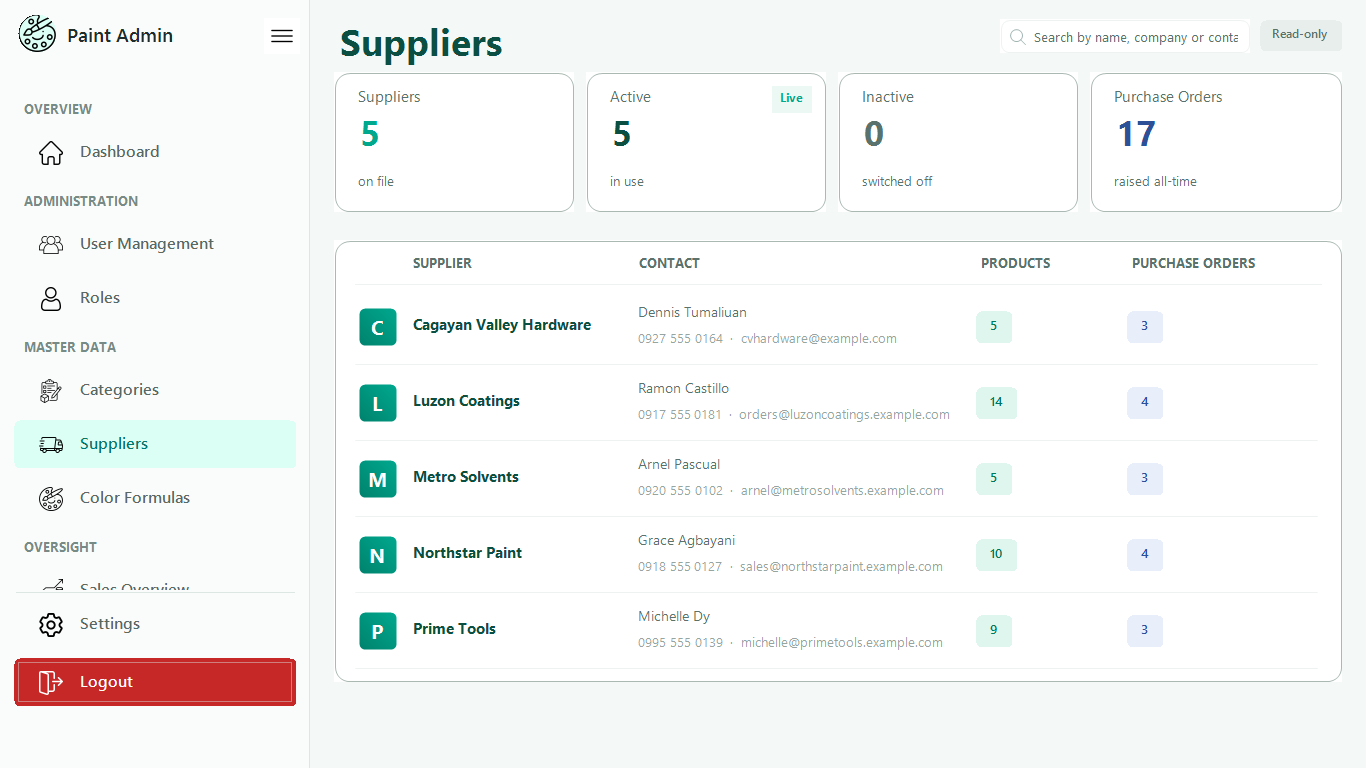 Paint Admin
OVERVIEW
Dashboard
ADMINISTRATION
User Management
Roles
MASTER DATA
Categories
Suppliers
Color Formulas
OVERSIGHT
Sales Overview
Settings
Logout
Suppliers
Search by name, company or conta
Read-only
Suppliers
5
on file
Active
Live
5
in use
Inactive
0
switched off
Purchase Orders
17
raised all-time
SUPPLIER CONTACT PRODUCTS PURCHASE ORDERS
C Cagayan Valley Hardware
Dennis Tumaliuan
0927 555 0164 · cvhardware@example.com
5
3
L Luzon Coatings
Ramon Castillo
0917 555 0181 · orders@luzoncoatings.example.com
14
4
M Metro Solvents
Arnel Pascual
0920 555 0102 · arnel@metrosolvents.example.com
5
3
N Northstar Paint
Grace Agbayani
0918 555 0127 · sales@northstarpaint.example.com
10
4
P Prime Tools
Michelle Dy
0995 555 0139 · michelle@primetools.example.com
9
3